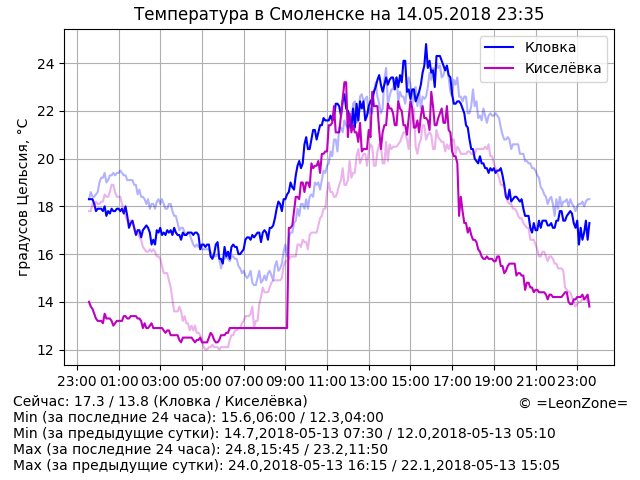 Температура в Смоленске на 14.05.2018 23:35
Кловка
Киселёвка
градусов Цельсия, °C
24
22
20
18
16
14
12
23:00 01:00 03:00 05:00 07:00 09:00 11:00 13:00 15:00 17:00 19:00 21:00 23:00
Сейчас: 17.3 / 13.8 (Кловка / Киселёвка)
© =LeonZone=
Min (за последние 24 часа): 15.6,06:00 / 12.3,04:00
Min (за предыдущие сутки): 14.7,2018-05-13 07:30 / 12.0,2018-05-13 05:10
Max (за последние 24 часа): 24.8,15:45 / 23.2,11:50
Max (за предыдущие сутки): 24.0,2018-05-13 16:15 / 22.1,2018-05-13 15:05